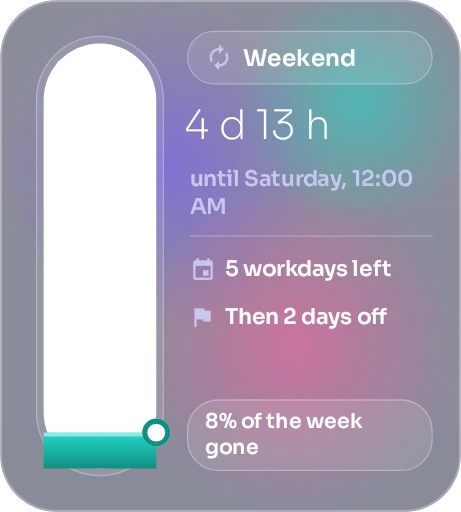 Weekend
4 d 13 h
until Saturday, 12:00
AM
5 workdays left
Then 2 days off
8% of the week
gone